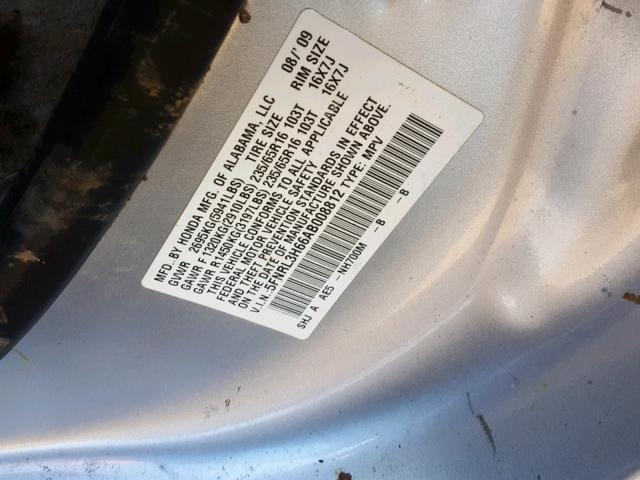 MFD. BY HONDA MFG. OF ALABAMA, LLC 08/'09
GVWR 2695KG(5941LBS) TIRE SIZE RIM SIZE
GAWR F 1320KG(2910LBS) 235/65R16 103T 16X7J
GAWR R 1450KG(3197LBS) 235/65R16 103T 16X7J
THIS VEHICLE CONFORMS TO ALL APPLICABLE
FEDERAL MOTOR VEHICLE SAFETY
AND THEFT PREVENTION STANDARDS IN EFFECT
ON THE DATE OF MANUFACTURE SHOWN ABOVE.
V.I.N.:5FNRL3H96AB008812 TYPE: MPV
SHJ A AE5 - NH700M - B - B